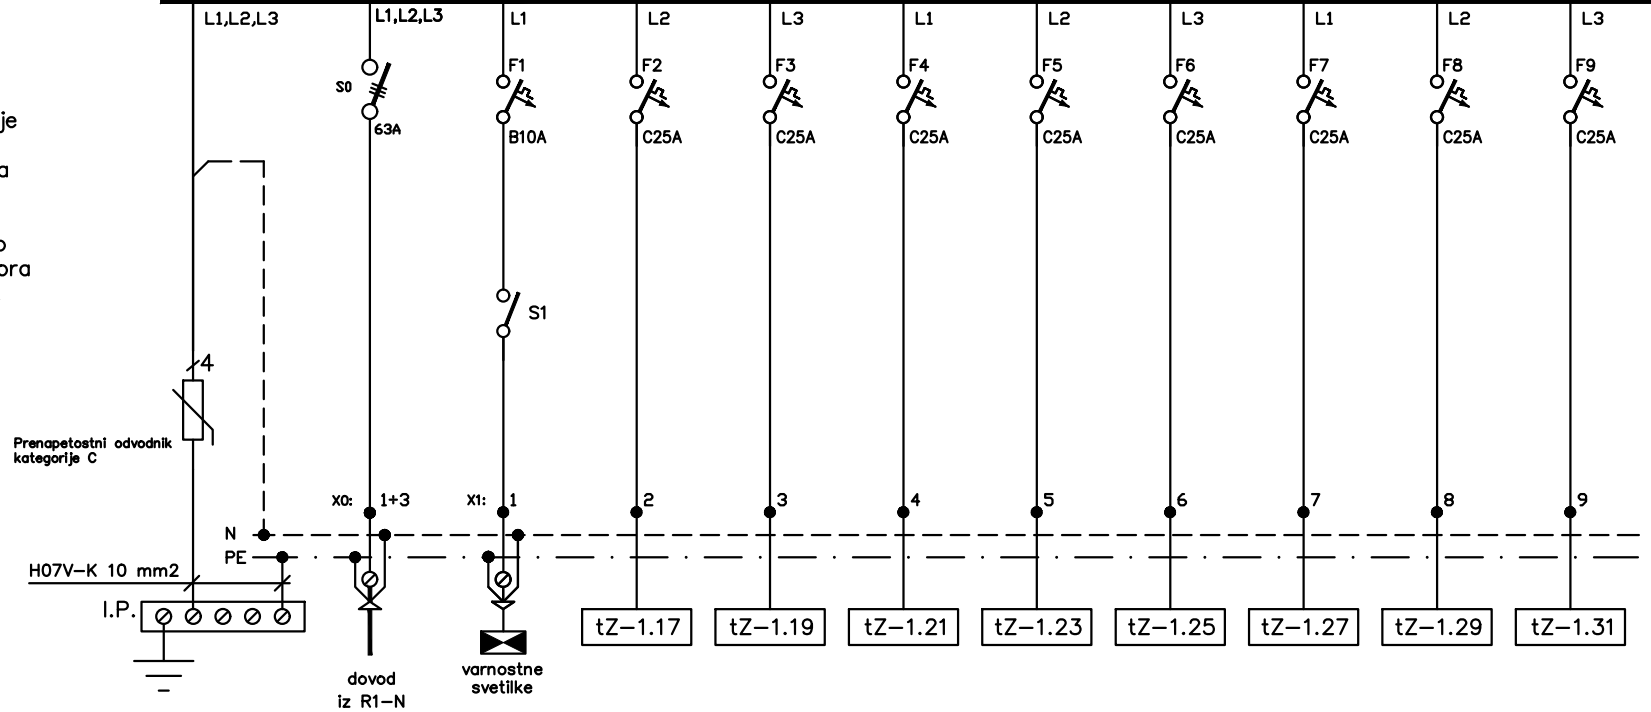 L1,L2,L3 L1,L2,L3 L1 L2 L3 L1 L2 L3 L1 L2 L3
F1 F2 F3 F4 F5 F6 F7 F8 F9
S0
63A B10A C25A C25A C25A C25A C25A C25A C25A C25A
je
a
o
ora
S1
4
Prenapetostni odvodnik
kategorije C
X0: 1+3 X1: 1 2 3 4 5 6 7 8 9
N
PE
H07V-K 10 mm2
I.P.
tZ-1.17 tZ-1.19 tZ-1.21 tZ-1.23 tZ-1.25 tZ-1.27 tZ-1.29 tZ-1.31
dovod
iz R1-N
varnostne
svetilke